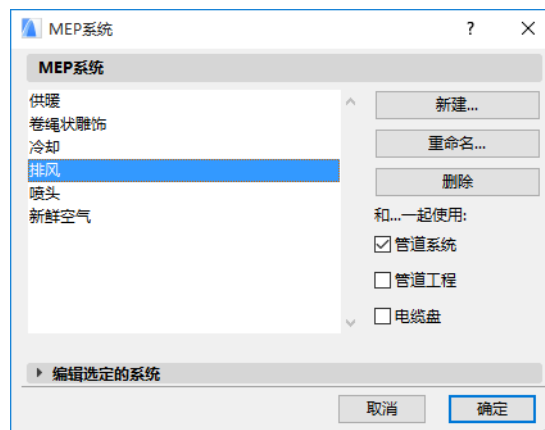 MEP系统
?
MEP系统
供暖
卷绳状雕饰
冷却
排风
喷头
新鲜空气
新建...
重命名...
删除
和...一起使用:
管道系统
管道工程
电缆盘
编辑选定的系统
取消
确定